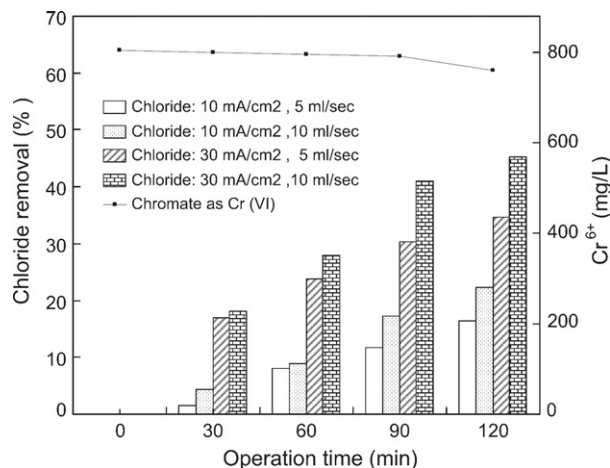 70
60
50
40
30
20
10
0
Chloride removal (%)
Chloride: 10 mA/cm2 , 5 ml/sec
Chloride: 10 mA/cm2 , 10 ml/sec
Chloride: 30 mA/cm2 , 5 ml/sec
Chloride: 30 mA/cm2 ,10 ml/sec
Chromate as Cr (VI)
800
600
400
200
0
Cr 6+ (mg/L)
0 30 60 90 120
Operation time (min)